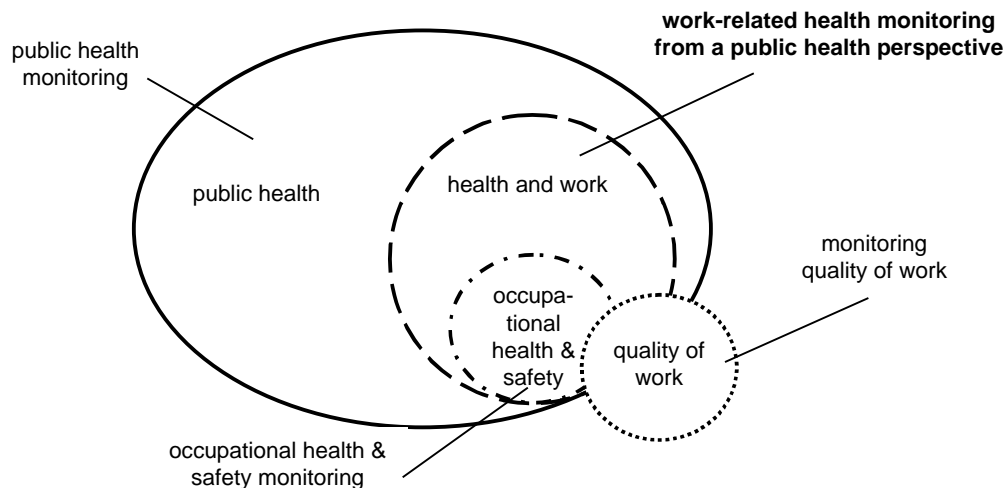 public health
monitoring
work-related health monitoring
from a public health perspective
public health
health and work
monitoring
quality of work
occupa-
tional
health &
safety
quality of
work
occupational health &
safety monitoring